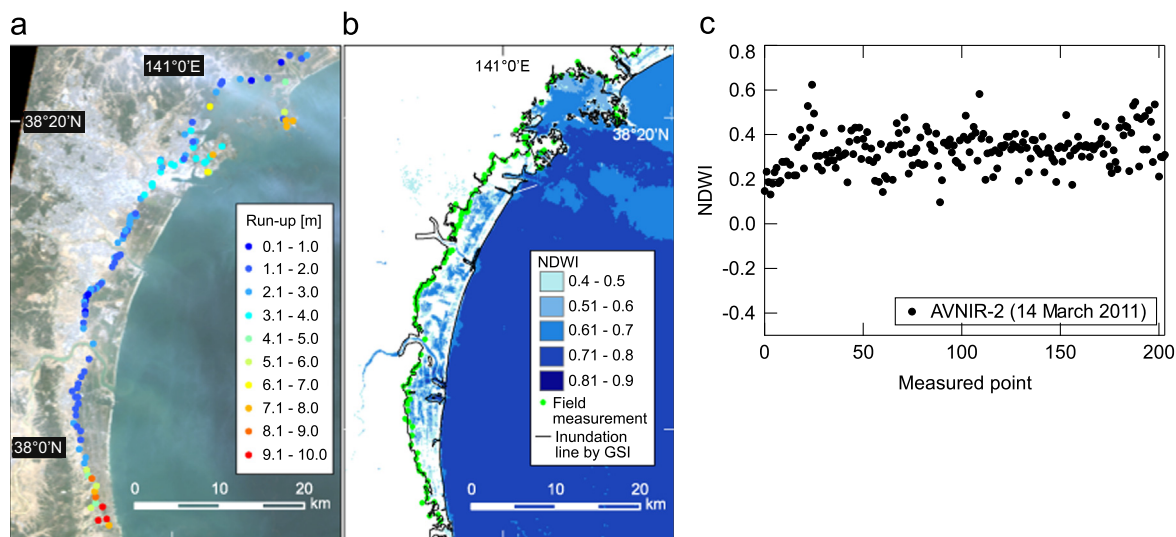 a
141°0'E
38°20'N
38°0'N
Run-up [m]
0.1 - 1.0
1.1 - 2.0
2.1 - 3.0
3.1 - 4.0
4.1 - 5.0
5.1 - 6.0
6.1 - 7.0
7.1 - 8.0
8.1 - 9.0
9.1 - 10.0
0 10 20
km
b
141°0'E
38°20'N
NDWI
0.4 - 0.5
0.51 - 0.6
0.61 - 0.7
0.71 - 0.8
0.81 - 0.9
Field
measurement
Inundation
line by GSI
0 10 20
km
c
NDWI
0.8
0.6
0.4
0.2
0.0
-0.2
-0.4
AVNIR-2 (14 March 2011)
0 50 100 150 200
Measured point